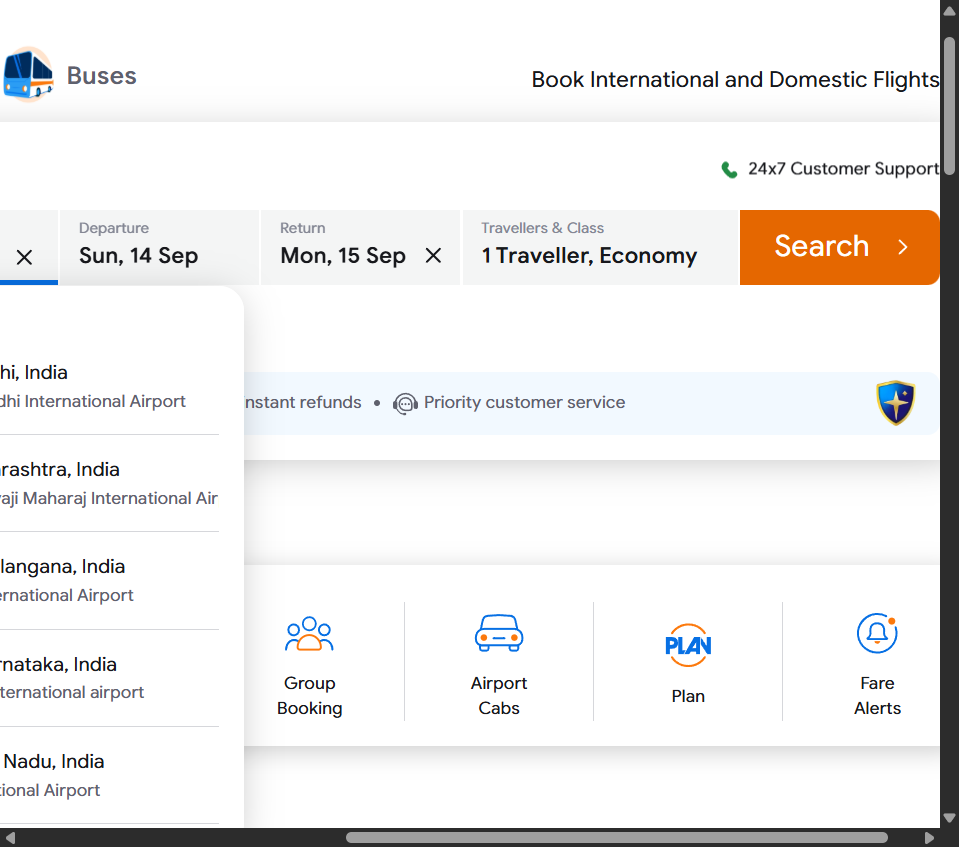 Buses
Book International and Domestic Flights
24x7 Customer Support
Departure
Sun, 14 Sep
Return
Mon, 15 Sep
Travellers & Class
1 Traveller, Economy
Search
hi, India
dhi International Airport
rashtra, India
vaji Maharaj International Air
langana, India
ernational Airport
rnataka, India
ternational airport
Nadu, India
tional Airport
nstant refunds • Priority customer service
Group
Booking
Airport
Cabs
PLAN
Plan
Fare
Alerts